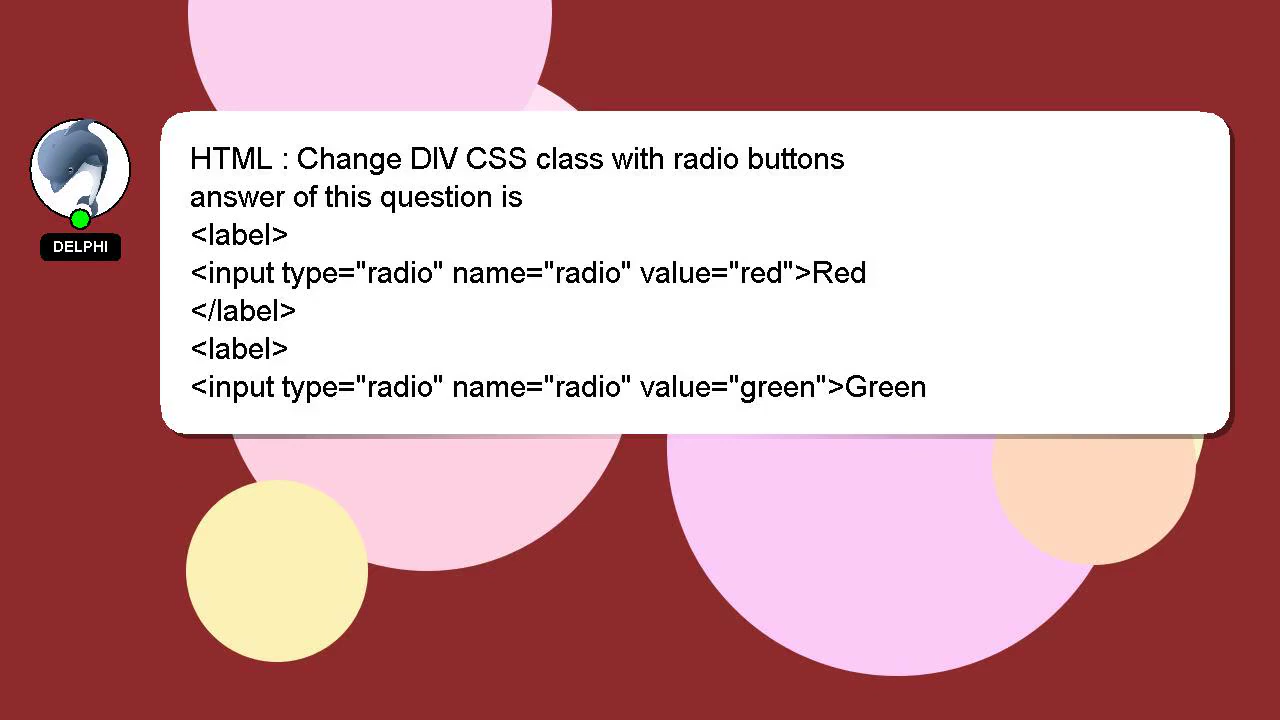 HTML : Change DIV CSS class with radio buttons
answer of this question is
<label>
<input type="radio" name="radio" value="red">Red
</label>
<label>
<input type="radio" name="radio" value="green">Green
DELPHI